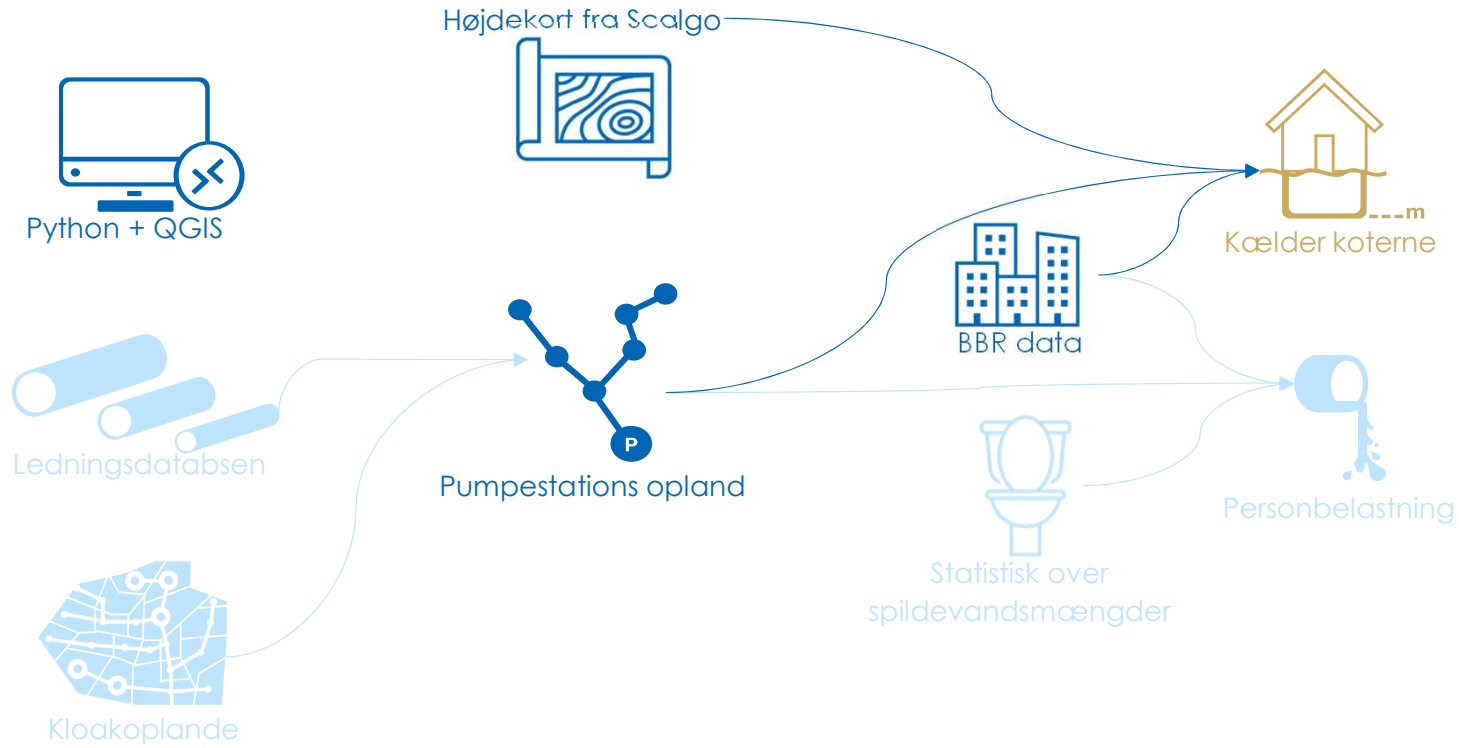 Højdekort fra Scalgo
Python + QGIS
m
Kælder koterne
BBR data
P
Ledningsdatabsen
Pumpestations opland
Personbelastning
Statistisk over
spildevandsmængder
Kloakoplande